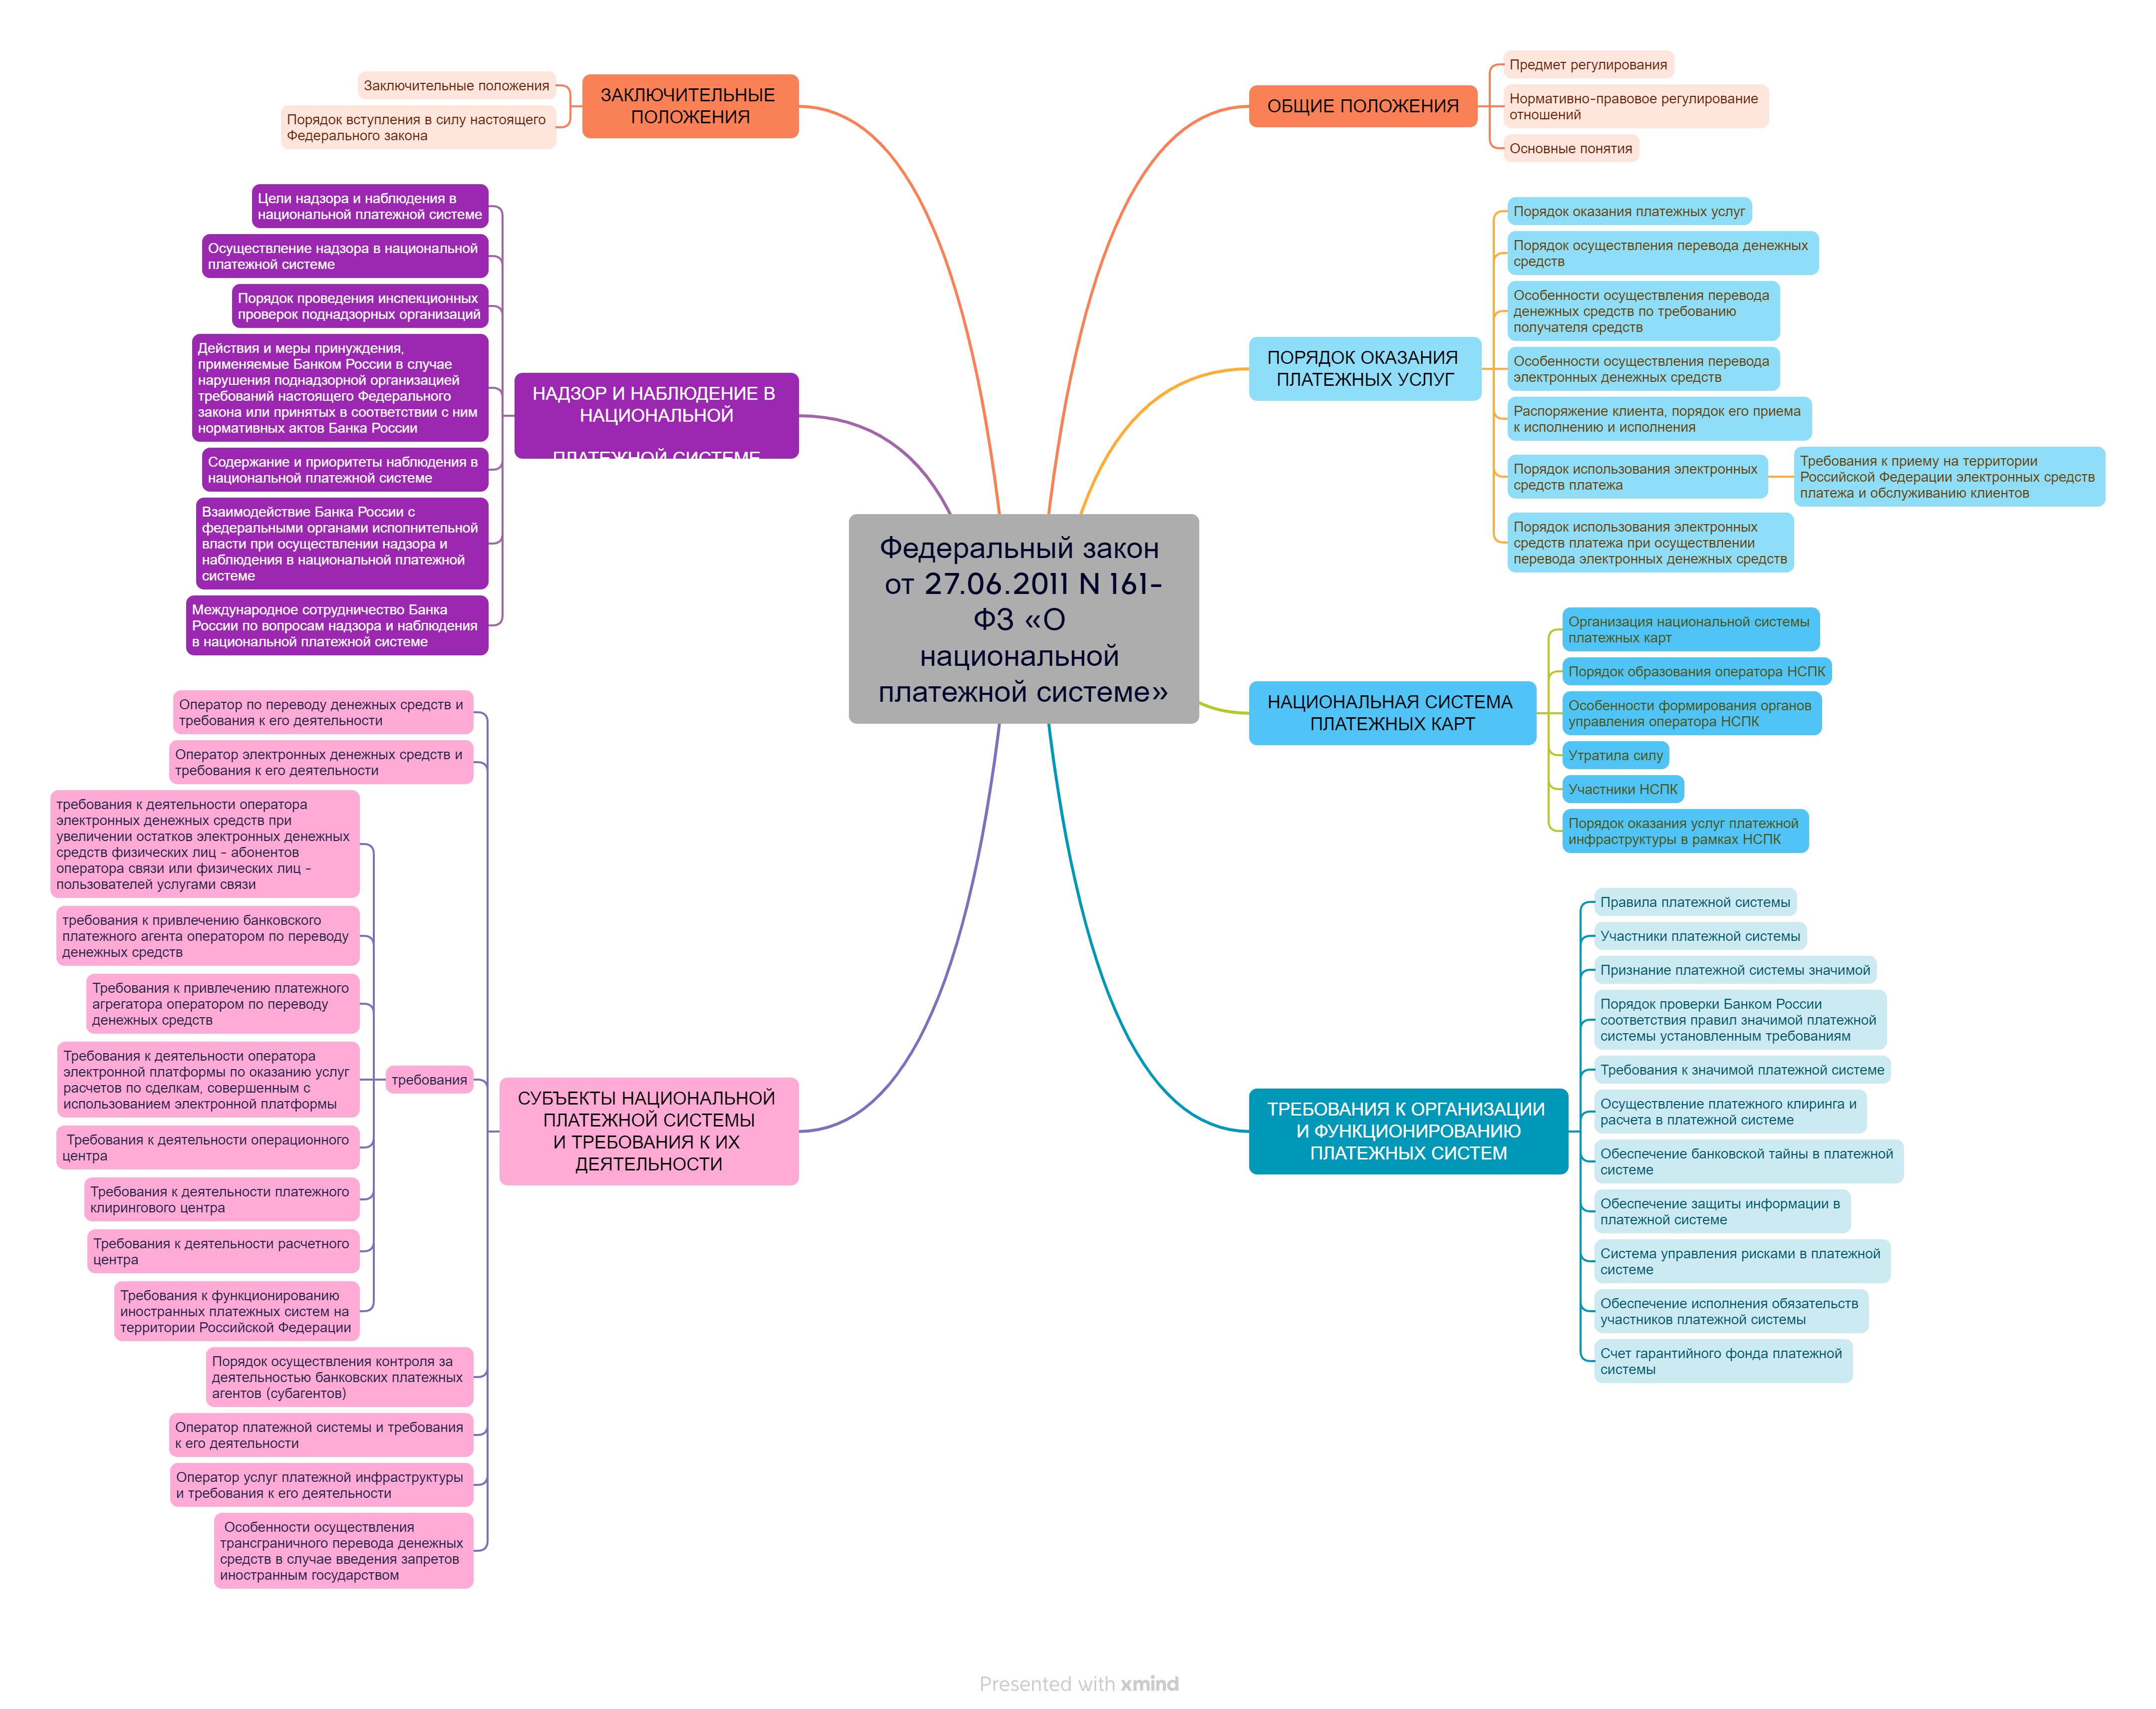 Федеральный закон
от 27.06.2011 N 161-
ФЗ «О
национальной
платежной системе»
ОБЩИЕ ПОЛОЖЕНИЯ
Предмет регулирования
Нормативно-правовое регулирование
отношений
Основные понятия
ПОРЯДОК ОКАЗАНИЯ
ПЛАТЕЖНЫХ УСЛУГ
Порядок оказания платежных услуг
Порядок осуществления перевода денежных
средств
Особенности осуществления перевода
денежных средств по требованию
получателя средств
Особенности осуществления перевода
электронных денежных средств
Распоряжение клиента, порядок его приема
к исполнению и исполнения
Порядок использования электронных
средств платежа
Требования к приему на территории
Российской Федерации электронных средств
платежа и обслуживанию клиентов
Порядок использования электронных
средств платежа при осуществлении
перевода электронных денежных средств
НАЦИОНАЛЬНАЯ СИСТЕМА
ПЛАТЕЖНЫХ КАРТ
Организация национальной системы
платежных карт
Порядок образования оператора НСПК
Особенности формирования органов
управления оператора НСПК
Утратила силу
Участники НСПК
Порядок оказания услуг платежной
инфраструктуры в рамках НСПК
ТРЕБОВАНИЯ К ОРГАНИЗАЦИИ
И ФУНКЦИОНИРОВАНИЮ
ПЛАТЕЖНЫХ СИСТЕМ
Правила платежной системы
Участники платежной системы
Признание платежной системы значимой
Порядок проверки Банком России
соответствия правил значимой платежной
системы установленным требованиям
Требования к значимой платежной системе
Осуществление платежного клиринга и
расчета в платежной системе
Обеспечение банковской тайны в платежной
системе
Обеспечение защиты информации в
платежной системе
Система управления рисками в платежной
системе
Обеспечение исполнения обязательств
участников платежной системы
Счет гарантийного фонда платежной
системы
ЗАКЛЮЧИТЕЛЬНЫЕ
ПОЛОЖЕНИЯ
Заключительные положения
Порядок вступления в силу настоящего
Федерального закона
НАДЗОР И НАБЛЮДЕНИЕ В
НАЦИОНАЛЬНОЙ
ПЛАТЕЖНОЙ СИСТЕМЕ
Цели надзора и наблюдения в
национальной платежной системе
Осуществление надзора в национальной
платежной системе
Порядок проведения инспекционных
проверок поднадзорных организаций
Действия и меры принуждения,
применяемые Банком России в случае
нарушения поднадзорной организацией
требований настоящего Федерального
закона или принятых в соответствии с ним
нормативных актов Банка России
Содержание и приоритеты наблюдения в
национальной платежной системе
Взаимодействие Банка России с
федеральными органами исполнительной
власти при осуществлении надзора и
наблюдения в национальной платежной
системе
Международное сотрудничество Банка
России по вопросам надзора и наблюдения
в национальной платежной системе
СУБЪЕКТЫ НАЦИОНАЛЬНОЙ
ПЛАТЕЖНОЙ СИСТЕМЫ
И ТРЕБОВАНИЯ К ИХ
ДЕЯТЕЛЬНОСТИ
Оператор по переводу денежных средств и
требования к его деятельности
Оператор электронных денежных средств и
требования к его деятельности
требования
требования к деятельности оператора
электронных денежных средств при
увеличении остатков электронных денежных
средств физических лиц - абонентов
оператора связи или физических лиц -
пользователей услугами связи
требования к привлечению банковского
платежного агента оператором по переводу
денежных средств
Требования к привлечению платежного
агрегатора оператором по переводу
денежных средств
Требования к деятельности оператора
электронной платформы по оказанию услуг
расчетов по сделкам, совершенным с
использованием электронной платформы
Требования к деятельности операционного
центра
Требования к деятельности платежного
клирингового центра
Требования к деятельности расчетного
центра
Требования к функционированию
иностранных платежных систем на
территории Российской Федерации
Порядок осуществления контроля за
деятельностью банковских платежных
агентов (субагентов)
Оператор платежной системы и требования
к его деятельности
Оператор услуг платежной инфраструктуры
и требования к его деятельности
Особенности осуществления
трансграничного перевода денежных
средств в случае введения запретов
иностранным государством
Presented with xmind